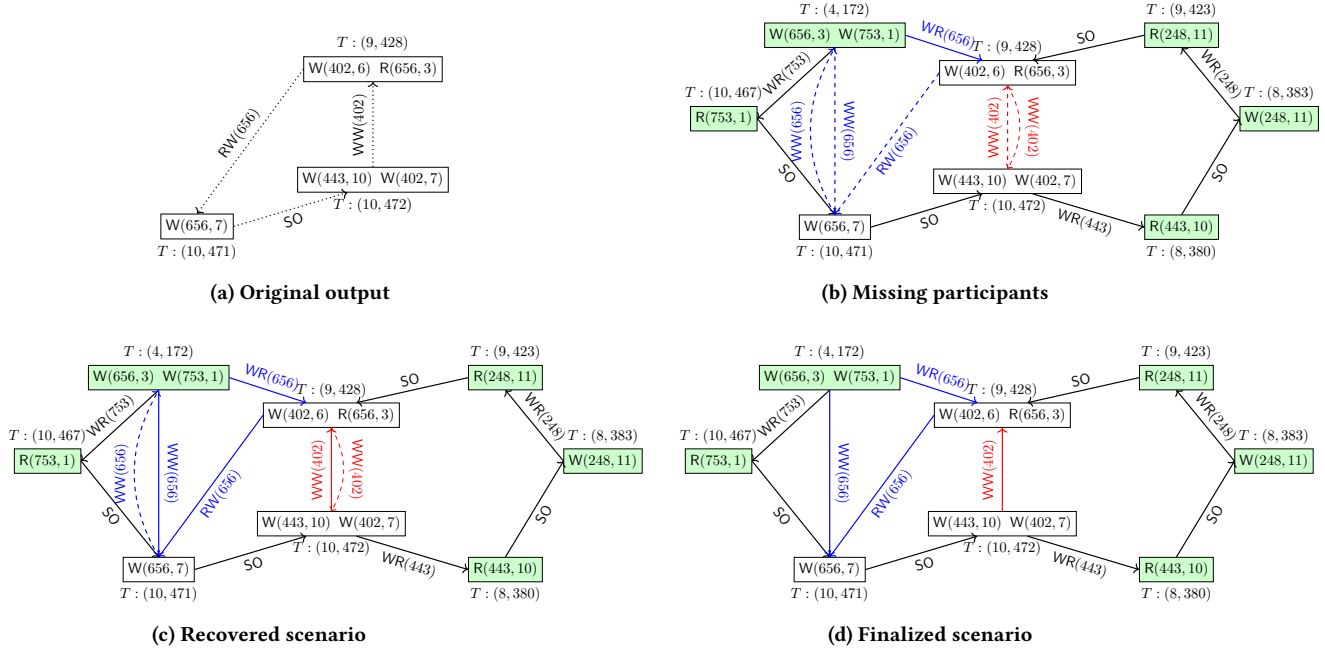 T : (9, 428)
W(402, 6) R(656, 3)
RW(656)
WW(402)
W(443, 10) W(402, 7)
T : (10, 472)
W(656, 7)
SO
T : (10, 471)
(a) Original output
T : (4, 172)
T : (9, 423)
W(656, 3) W(753, 1)
WR(656)
SO
R(248, 11)
T : (9, 428)
WR(753)
W(402, 6) R(656, 3)
WR(248)
T : (10, 467)
T : (8, 383)
R(753, 1)
WW(656)
WW(656)
RW(656)
WW(402)
WW(402)
W(248, 11)
SO
W(443, 10) W(402, 7)
SO
T : (10, 472)
W(656, 7)
SO
WR(443)
R(443, 10)
T : (10, 471)
T : (8, 380)
(b) Missing participants
T : (4, 172)
T : (9, 423)
W(656, 3) W(753, 1)
WR(656)
SO
R(248, 11)
T : (9, 428)
WR(753)
W(402, 6) R(656, 3)
WR(248)
T : (10, 467)
T : (8, 383)
R(753, 1)
WW(656)
WW(656)
RW(656)
WW(402)
WW(402)
W(248, 11)
SO
W(443, 10) W(402, 7)
SO
T : (10, 472)
W(656, 7)
SO
WR(443)
R(443, 10)
T : (10, 471)
T : (8, 380)
(c) Recovered scenario
T : (4, 172)
T : (9, 423)
W(656, 3) W(753, 1)
WR(656)
SO
R(248, 11)
T : (9, 428)
WR(753)
W(402, 6) R(656, 3)
WR(248)
T : (10, 467)
T : (8, 383)
R(753, 1)
WW(656)
RW(656)
WW(402)
W(248, 11)
SO
W(443, 10) W(402, 7)
SO
T : (10, 472)
W(656, 7)
SO
WR(443)
R(443, 10)
T : (10, 471)
T : (8, 380)
(d) Finalized scenario